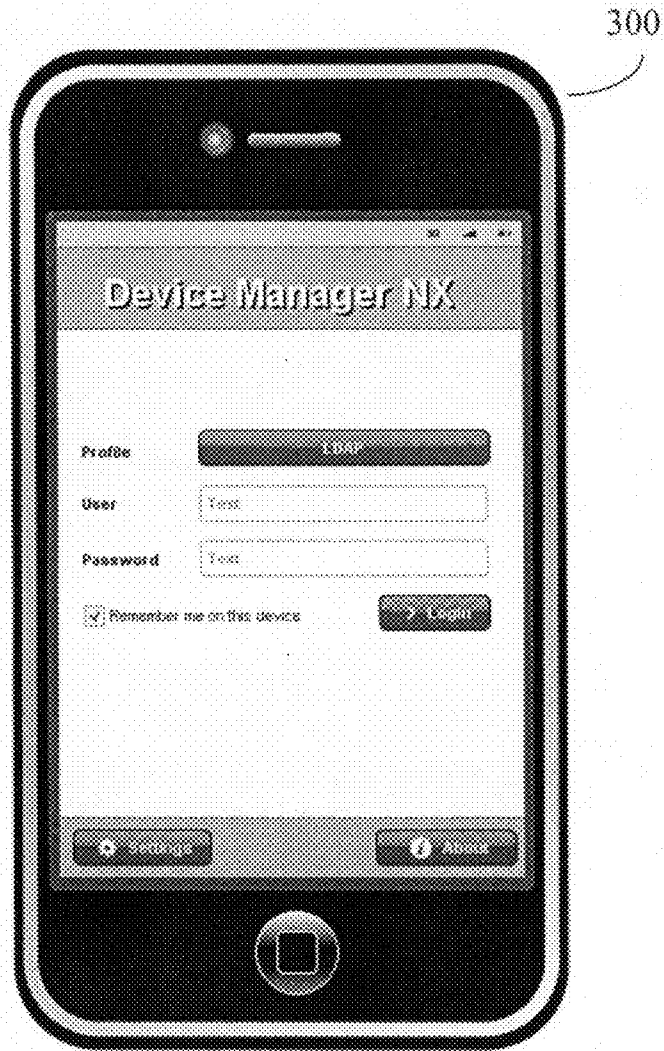 300
Device Manager NX
Profile
LDAP
User
Text
Password
Text
Remember me on this device
Login
Settings
About